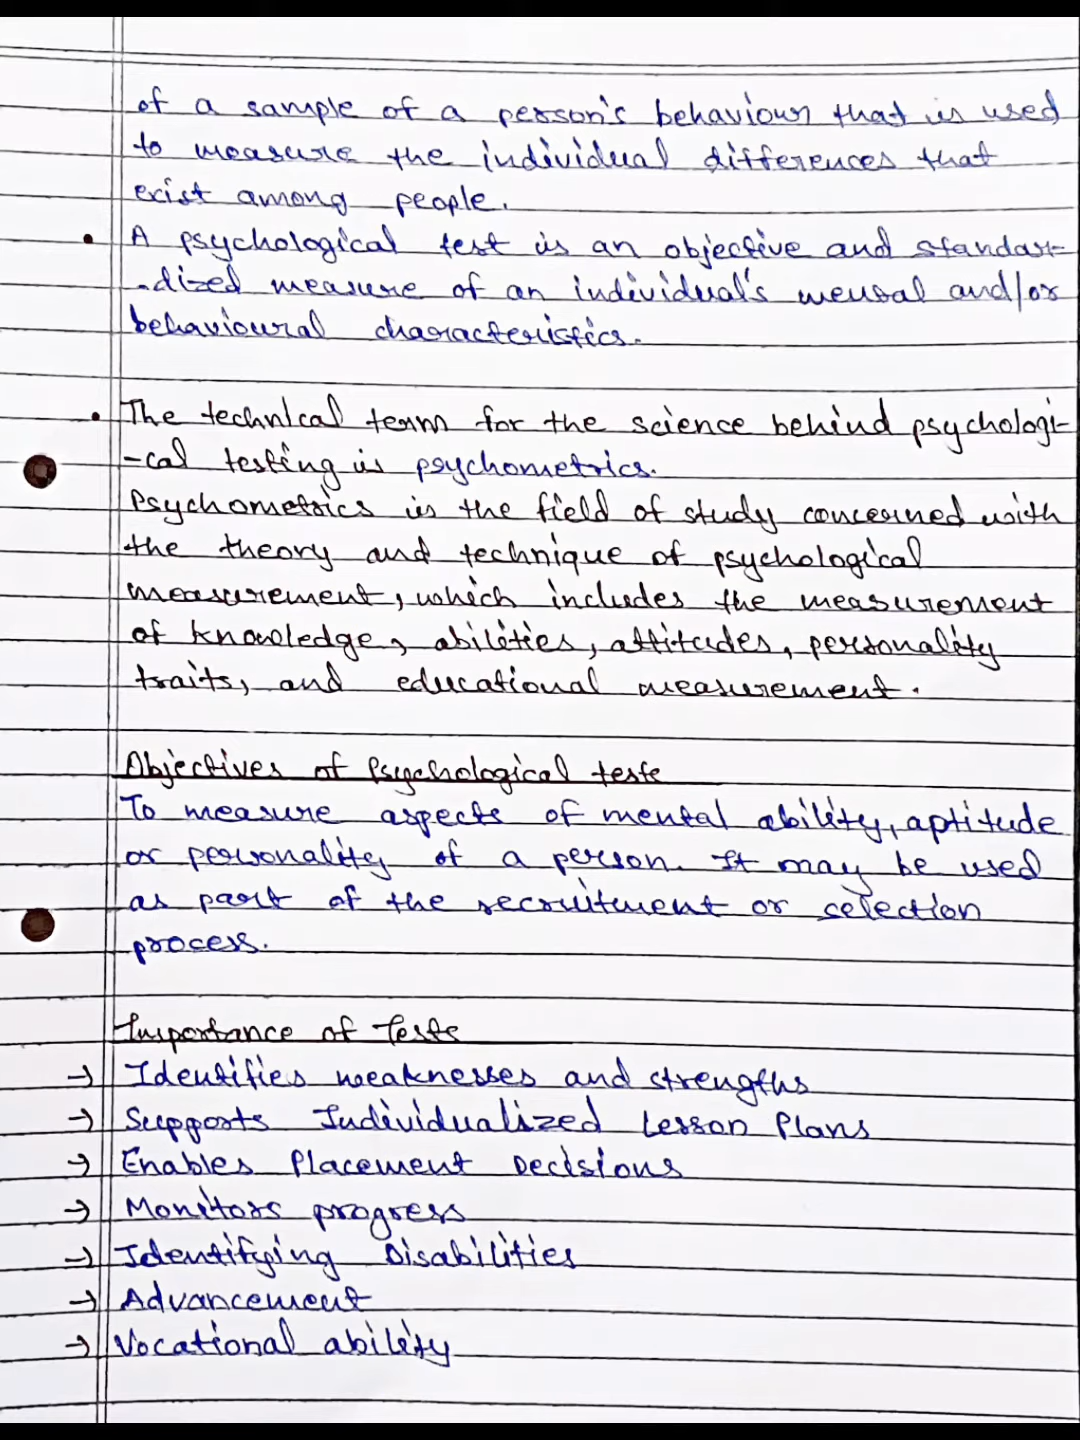 of a sample of a person's behaviour that is used
to measure the individual differences that
exist among people.
• A psychological test is an objective and standar-
-dized measure of an individual's mental and/or
behavioural characteristics.
• The technical term for the science behind psychologi-
-cal testing is psychometrics.
Psychometrics is the field of study concerned with
the theory and technique of psychological
measurement, which includes the measurement
of knowledge, abilities, attitudes, personality
traits, and educational measurement.
Objectives of Psychological tests
To measure aspects of mental ability, aptitude
or personality of a person. It may be used
as part of the recruitment or selection
process.
Importance of Tests
→ Identifies weaknesses and strengths
→ Supports Individualized Lesson Plans
→ Enables Placement Decisions
→ Monitors progress
→ Identifying Disabilities
→ Advancement
→ Vocational ability